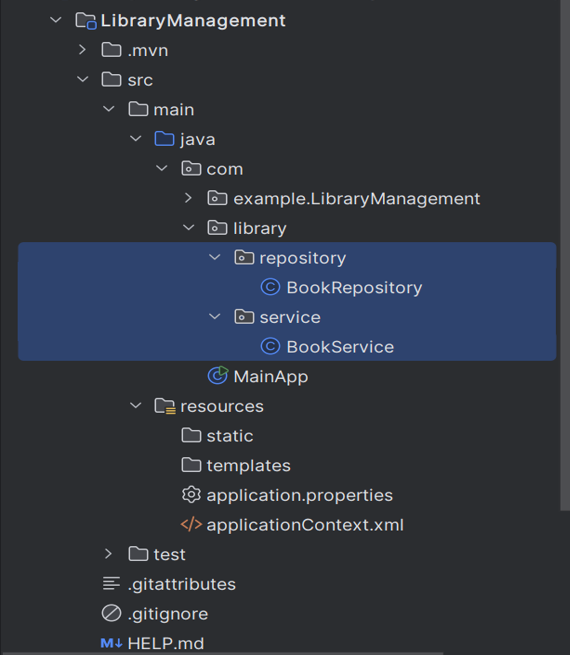 LibraryManagement
.mvn
src
main
java
com
example.LibraryManagement
library
repository
BookRepository
service
BookService
MainApp
resources
static
templates
application.properties
applicationContext.xml
test
.gitattributes
.gitignore
HELP.md